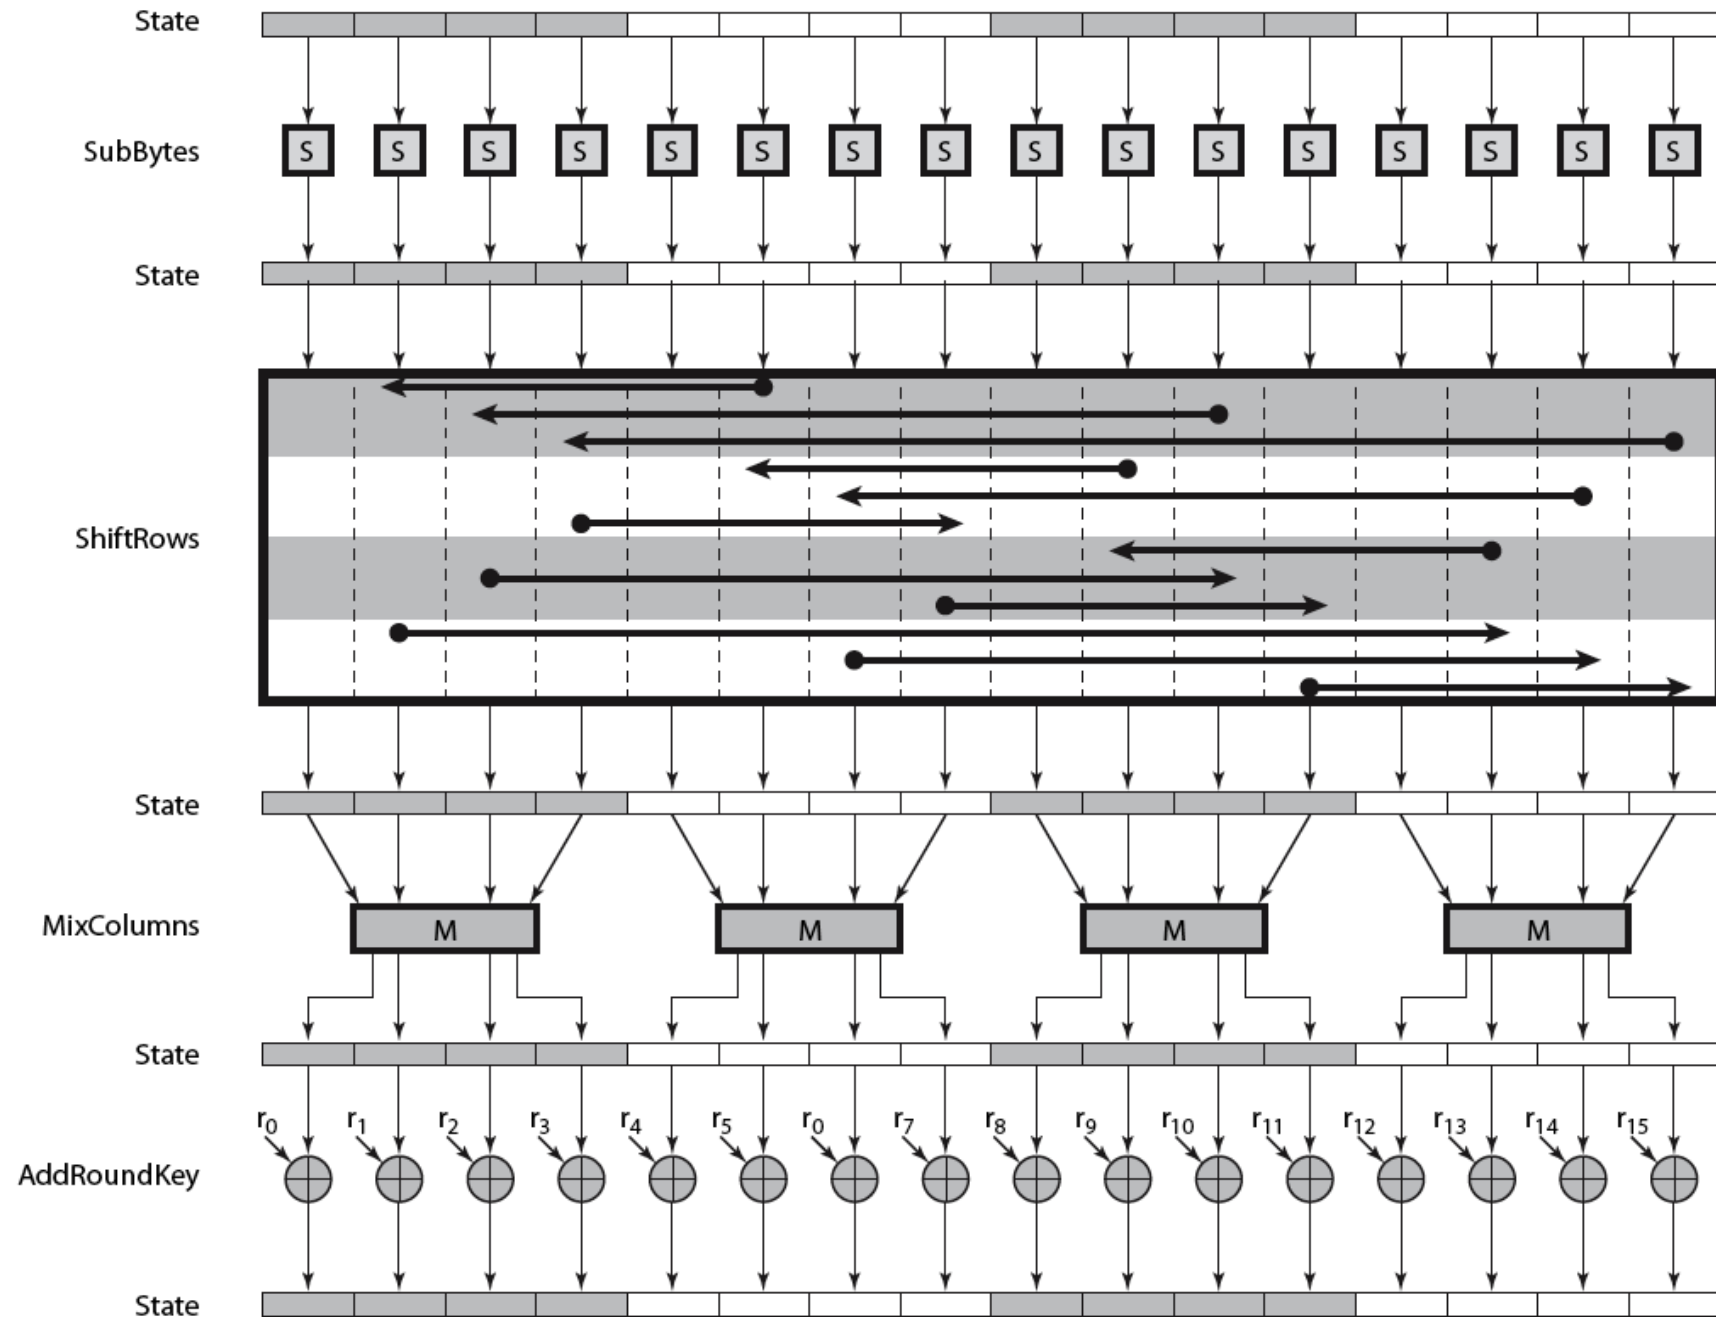 State
SubBytes S S S S S S S S S S S S S S S S
State
ShiftRows
State
MixColumns M M M M
State
r0 r1 r2 r3 r4 r5 r0 r7 r8 r9 r10 r11 r12 r13 r14 r15
AddRoundKey
State